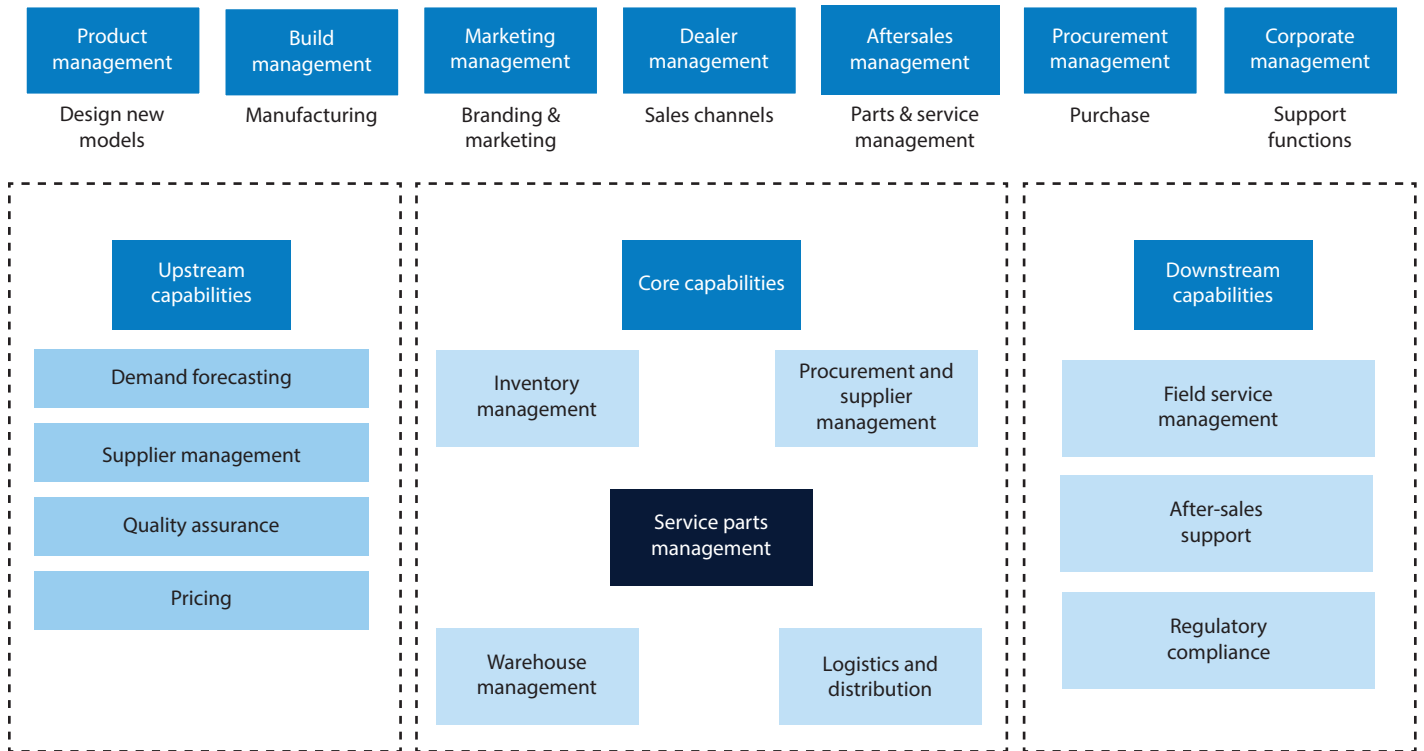 Product
management
Build
management
Marketing
management
Dealer
management
Aftersales
management
Procurement
management
Corporate
management
Design new
models
Manufacturing
Branding &
marketing
Sales channels
Parts & service
management
Purchase
Support
functions
Upstream
capabilities
Demand forecasting
Supplier management
Quality assurance
Pricing
Core capabilities
Inventory
management
Procurement and
supplier
management
Service parts
management
Warehouse
management
Logistics and
distribution
Downstream
capabilities
Field service
management
After-sales
support
Regulatory
compliance